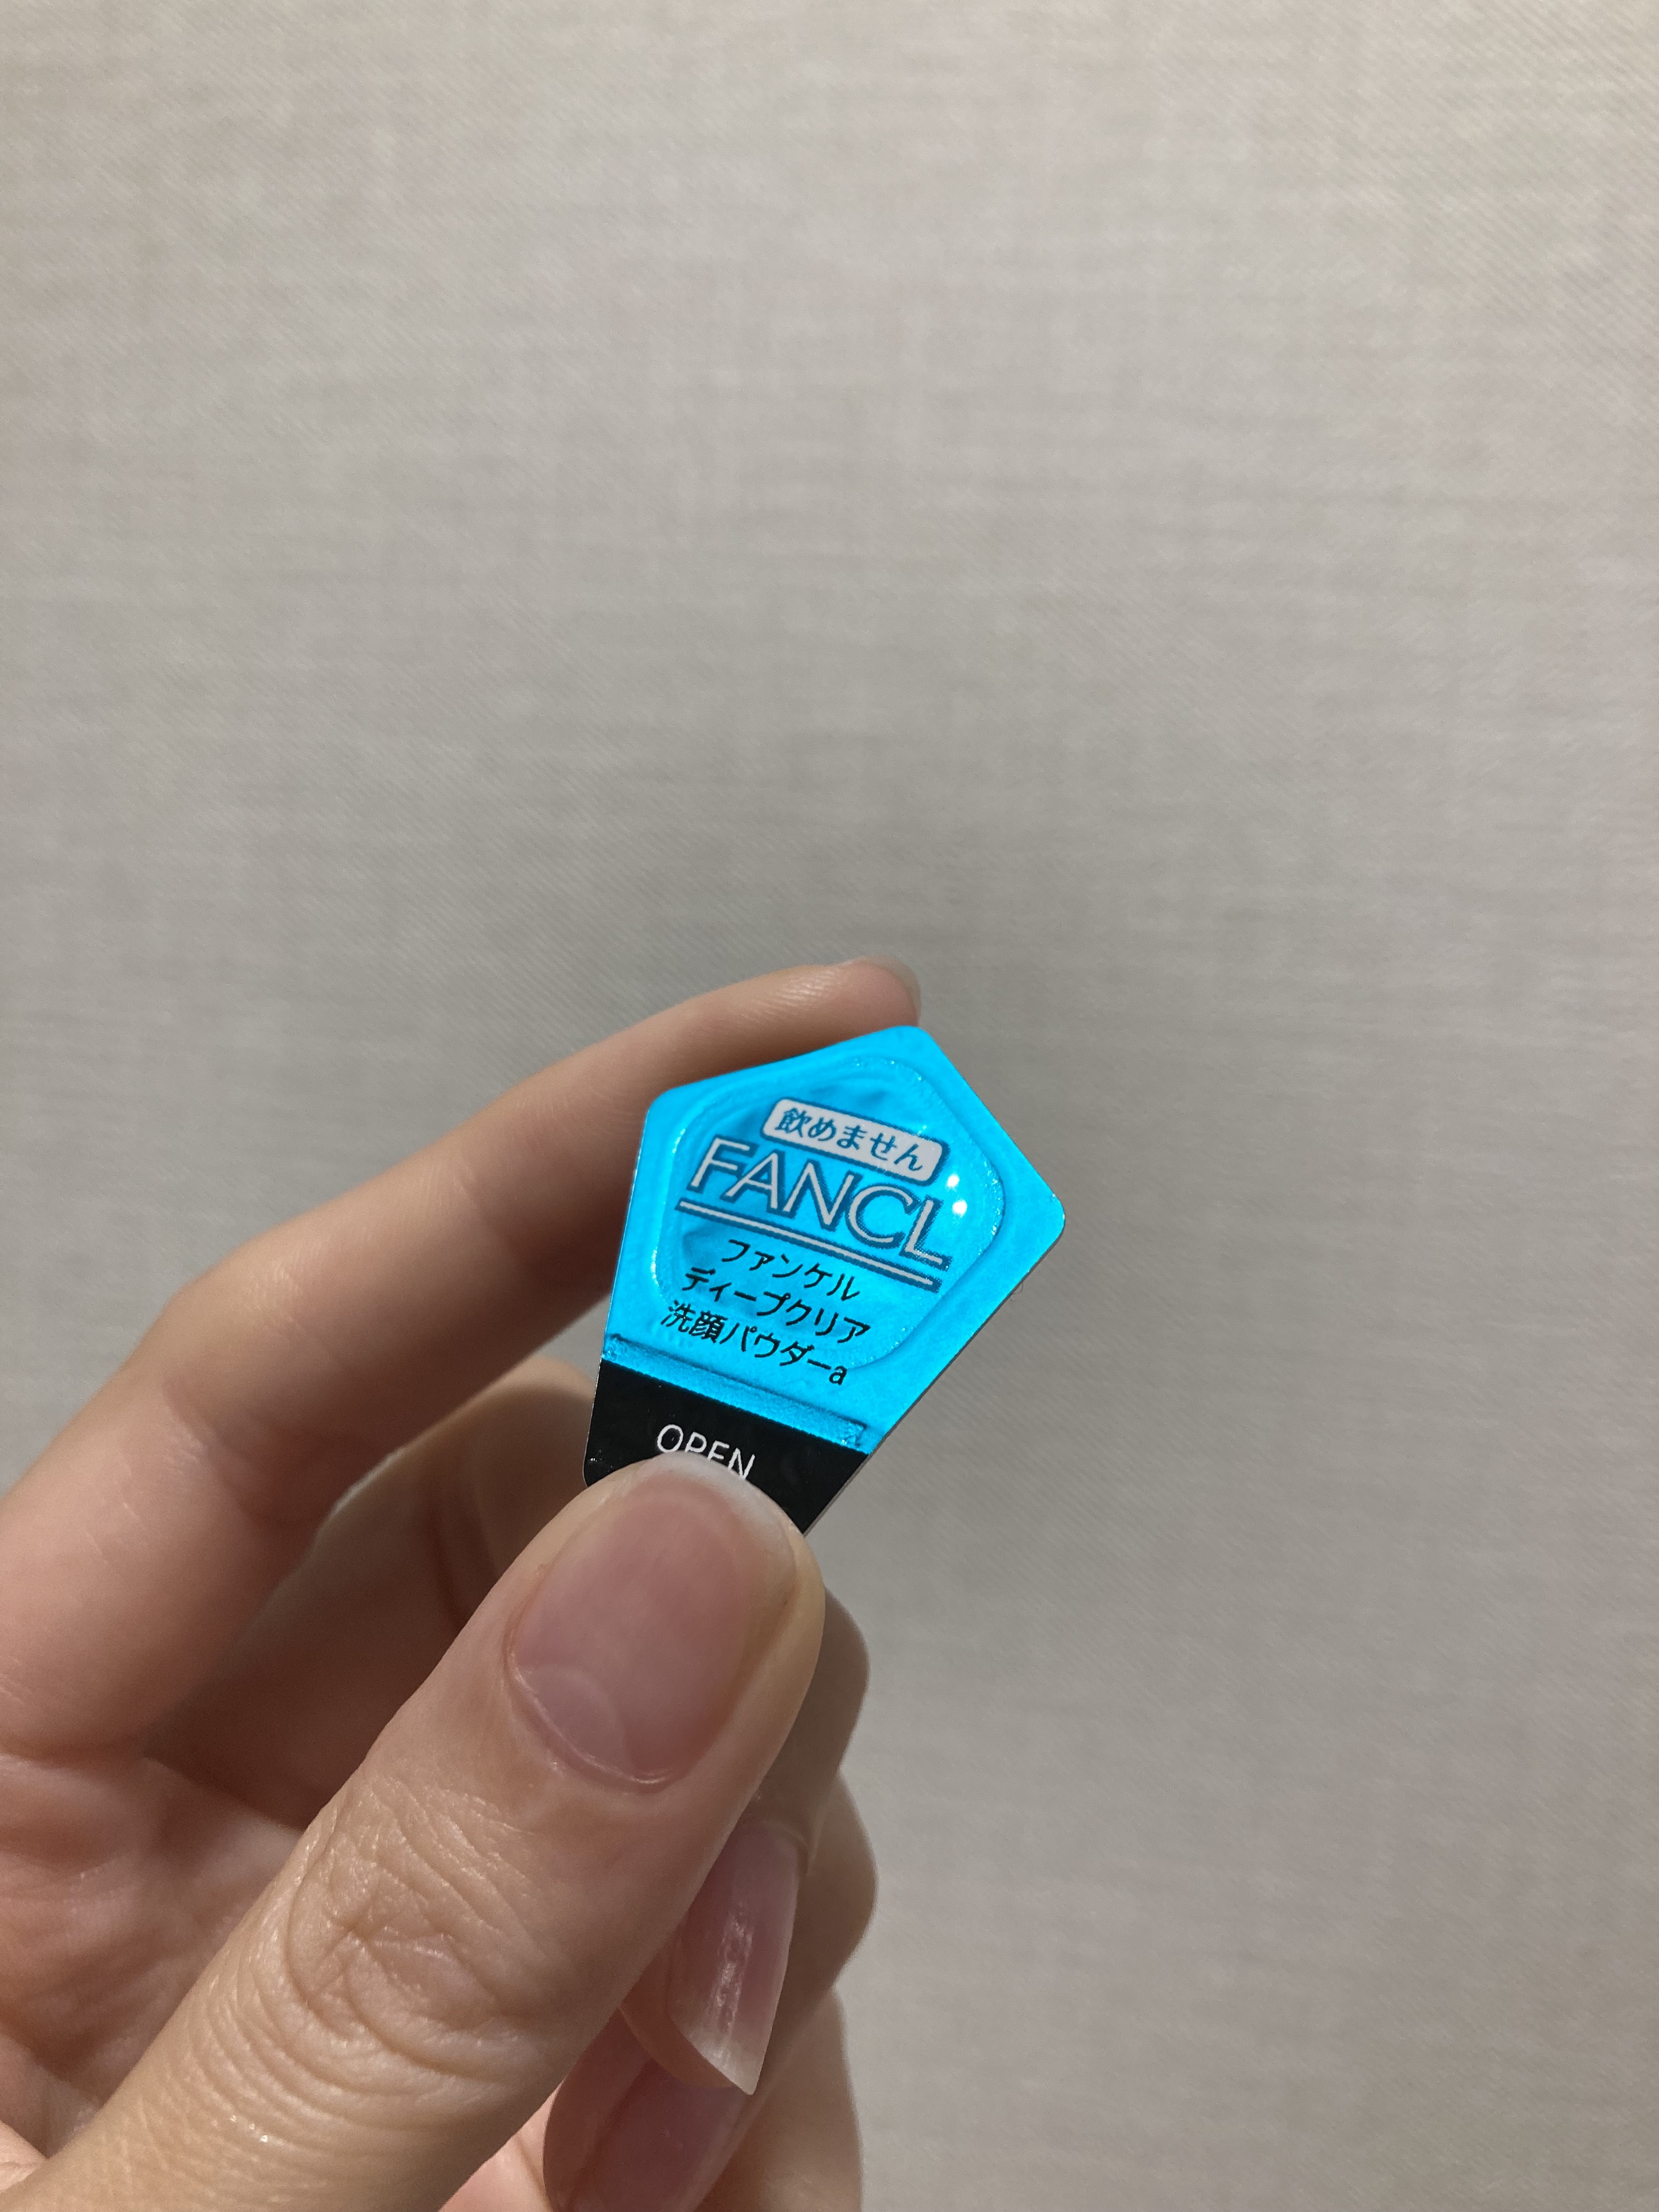 飲めません
FANCL
ファンケル
ディープクリア
洗顔パウダーa
OPEN